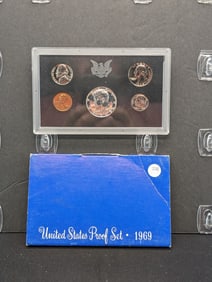 United States Proof Set · 1969